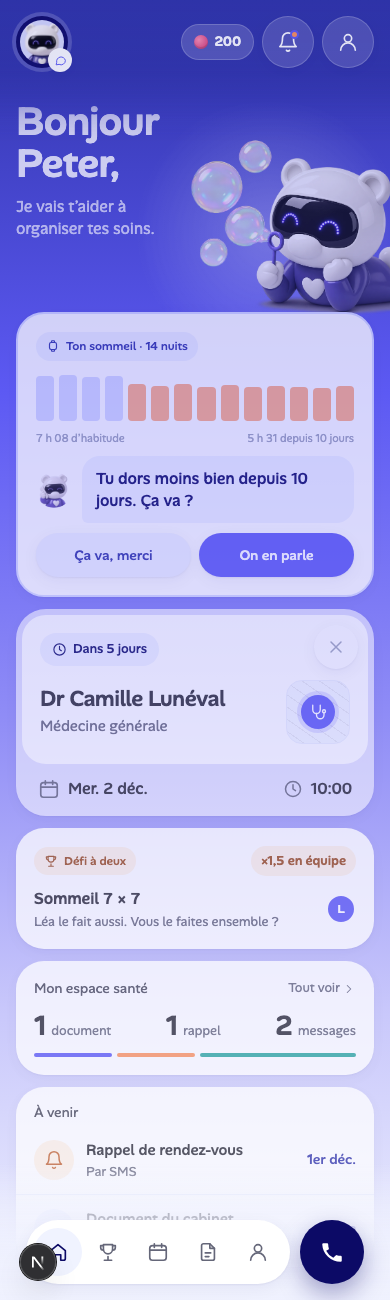 200
Bonjour
Peter,
Je vais t'aider à
organiser tes soins.
Ton sommeil · 14 nuits
7 h 08 d'habitude
5 h 31 depuis 10 jours
Tu dors moins bien depuis 10
jours. Ça va ?
Ça va, merci
On en parle
Dans 5 jours
Dr Camille Lunéval
Médecine générale
Mer. 2 déc.
10:00
Défi à deux
×1,5 en équipe
Sommeil 7 × 7
Léa le fait aussi. Vous le faites ensemble ?
L
Mon espace santé
Tout voir
1 document
1 rappel
2 messages
À venir
Rappel de rendez-vous
Par SMS
1er déc.
Document du cabinet
N